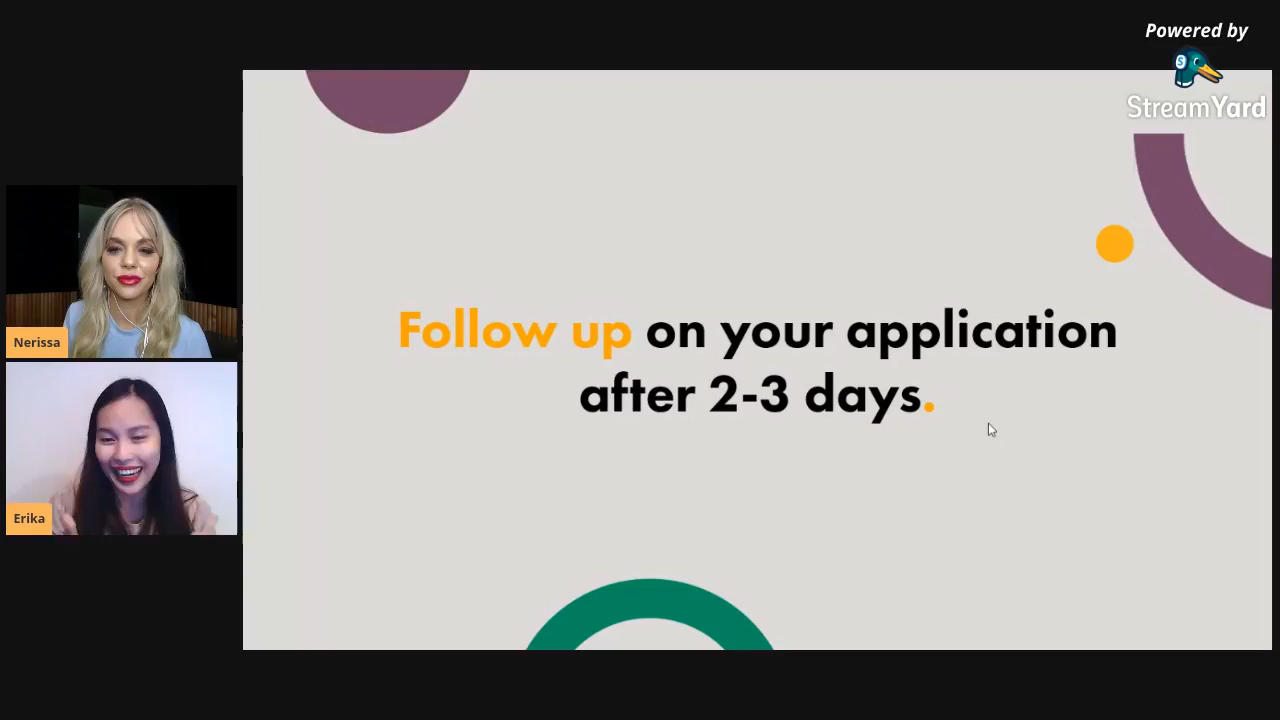 Powered by
StreamYard
Nerissa
Follow up on your application
after 2-3 days.
Erika